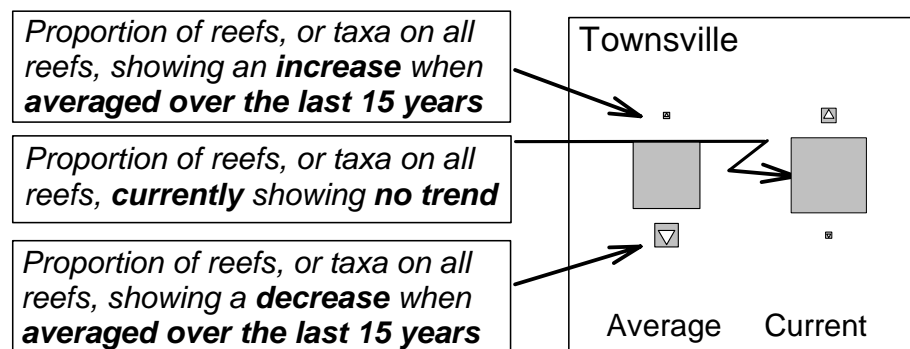 Proportion of reefs, or taxa on all
reefs, showing an increase when
averaged over the last 15 years
Proportion of reefs, or taxa on all
reefs, currently showing no trend
Proportion of reefs, or taxa on all
reefs, showing a decrease when
averaged over the last 15 years
Townsville
Average Current